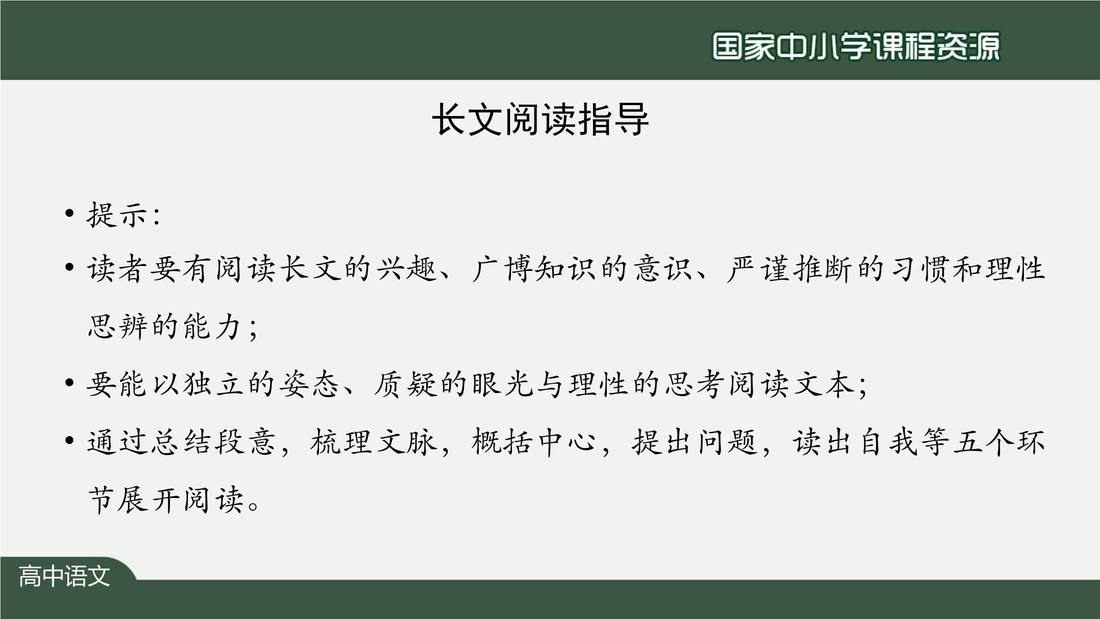 国家中小学课程资源
长文阅读指导
• 提示：
• 读者要有阅读长文的兴趣、广博知识的意识、严谨推断的习惯和理性
思辨的能力；
• 要能以独立的姿态、质疑的眼光与理性的思考阅读文本；
• 通过总结段意，梳理文脉，概括中心，提出问题，读出自我等五个环
节展开阅读。
高中语文